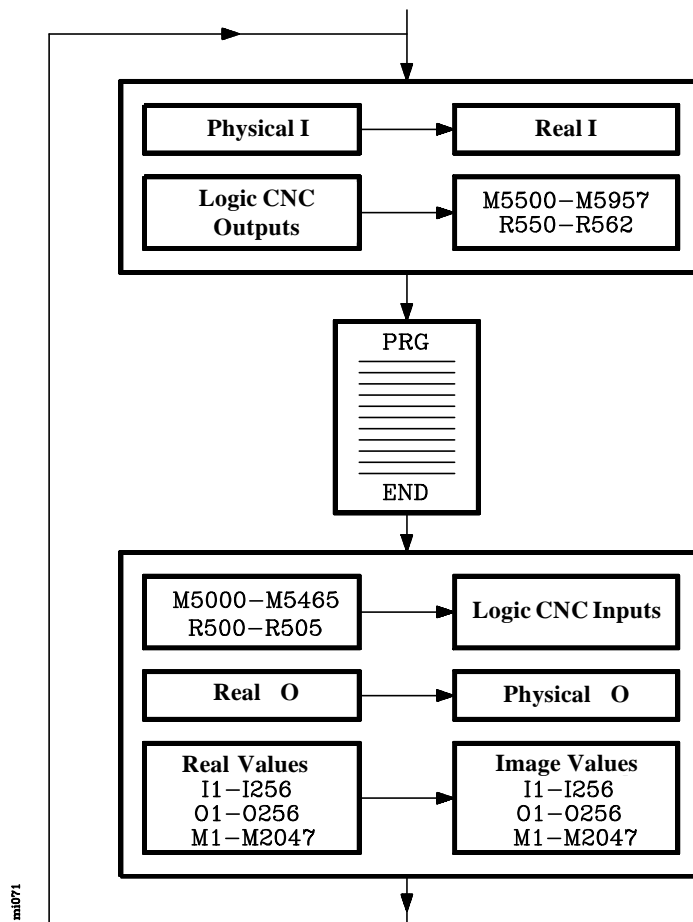 Physical I
Real I
Logic CNC
Outputs
M5500-M5957
R550-R562
PRG
END
M5000-M5465
R500-R505
Logic CNC Inputs
Real O
Physical O
Real Values
I1-I256
O1-O256
M1-M2047
Image Values
I1-I256
O1-O256
M1-M2047
mi071